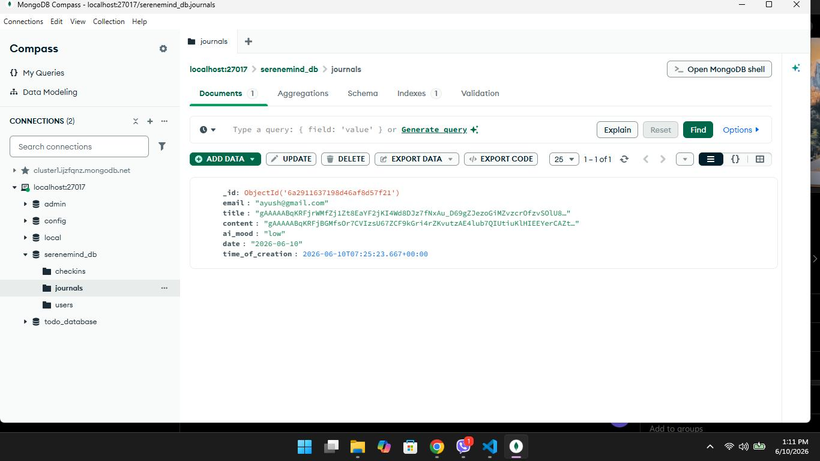 MongoDB Compass - localhost:27017/serenemind_db.journals
Connections Edit View Collection Help
Compass
journals
My Queries
Data Modeling
CONNECTIONS (2)
Search connections
cluster1.ijzfqnz.mongodb.net
localhost:27017
admin
config
local
serenemind_db
checkins
journals
users
todo_database
localhost:27017 > serenemind_db > journals
>_ Open MongoDB shell
Documents 1 Aggregations Schema Indexes 1 Validation
Type a query: { field: 'value' } or Generate query
Explain Reset Find Options
ADD DATA UPDATE DELETE EXPORT DATA EXPORT CODE
25 1 – 1 of 1
_id: ObjectId('6a2911637198d46af8d57f21')
email : "ayush@gmail.com"
title : "gAAAAABqKRFjrWMfZj1Zt8EaYF2jKI4Wd8DJz7fNxAu_D69gZJezoGiMZvzcrOfzvSOlU8…"
content : "gAAAAABqKRFjBGMfsOr7CVIzsU67ZCF9kGri4rZKvutzAE4lub7QIUtiuKlHIEEYerCAZt…"
ai_mood : "low"
date : "2026-06-10"
time_of_creation : 2026-06-10T07:25:23.667+00:00
Add to groups
1
1:11 PM
6/10/2026